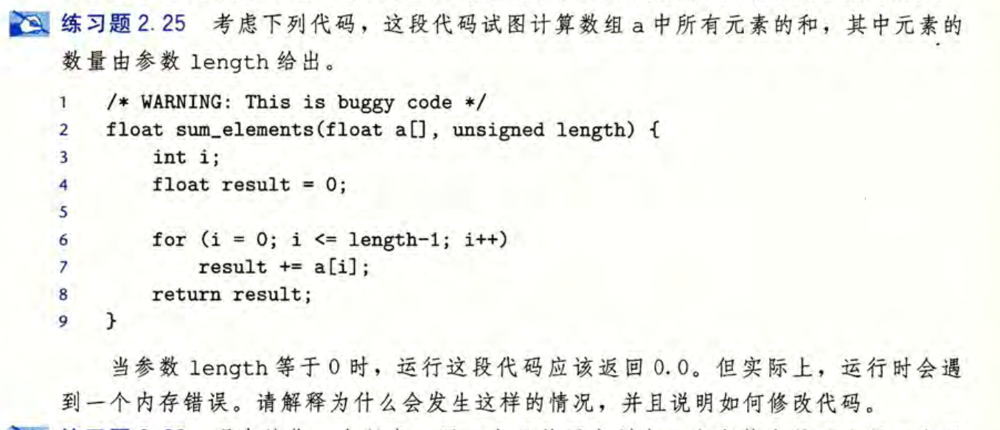 练习题 2.25 考虑下列代码，这段代码试图计算数组 a 中所有元素的和，其中元素的
数量由参数 length 给出。
1 /* WARNING: This is buggy code */
2 float sum_elements(float a[], unsigned length) {
3 int i;
4 float result = 0;
5
6 for (i = 0; i <= length-1; i++)
7 result += a[i];
8 return result;
9 }
当参数 length 等于 0 时，运行这段代码应该返回 0.0。但实际上，运行时会遇
到一个内存错误。请解释为什么会发生这样的情况，并且说明如何修改代码。